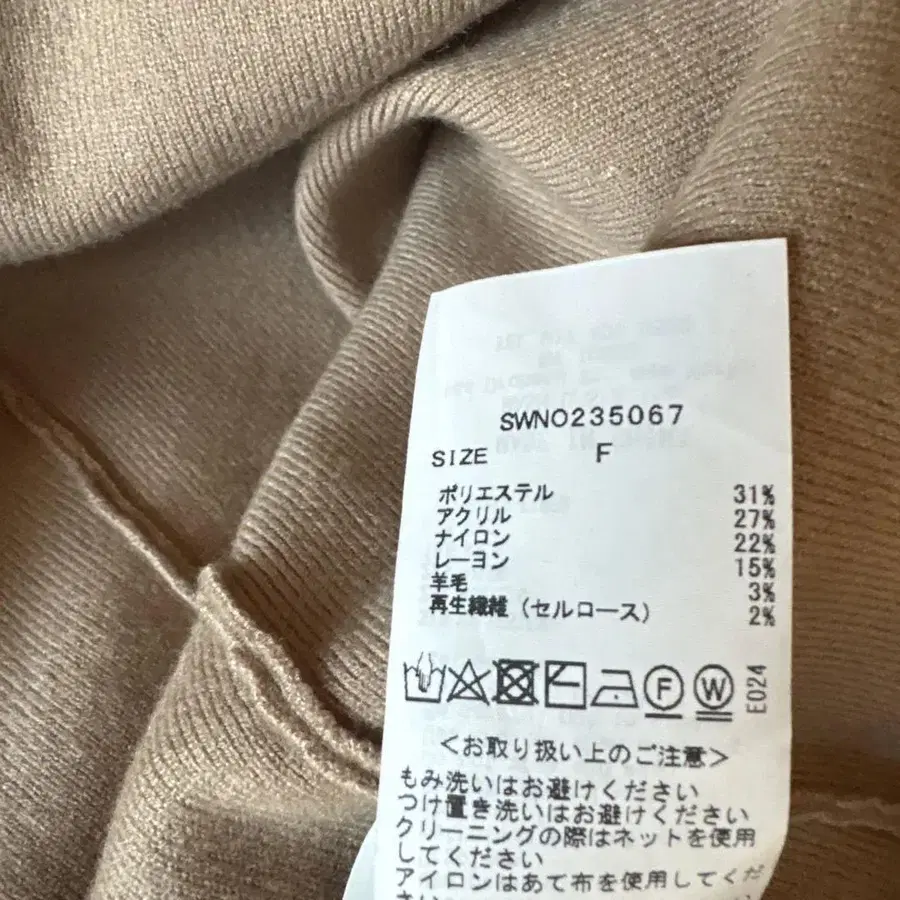 SWNO235067
SIZE F
ポリエステル 31%
アクリル 27%
ナイロン 22%
レーヨン 15%
羊毛 3%
再生繊維（セルロース） 2%
F W E024
＜お取り扱い上のご注意＞
もみ洗いはお避けください
つけ置き洗いはお避けください
クリーニングの際はネットを使用
してください
アイロンはあて布を使用してくだ
さい